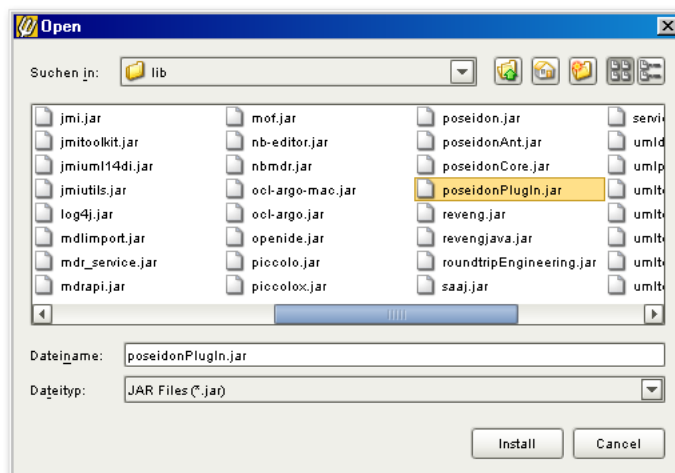 Open
Suchen in: lib
jmi.jar mof.jar poseidon.jar
jmitoolkit.jar nb-editor.jar poseidonAnt.jar
jmiuml14di.jar nbmdr.jar poseidonCore.jar
jmiutils.jar ocl-argo-mac.jar poseidonPlugIn.jar
log4j.jar ocl-argo.jar reveng.jar
mdlimport.jar openide.jar revengjava.jar
mdr_service.jar piccolo.jar roundtripEngineering.jar
mdrapi.jar piccolox.jar saaj.jar
Dateiname: poseidonPlugIn.jar
Dateityp: JAR Files (*.jar)
Install Cancel